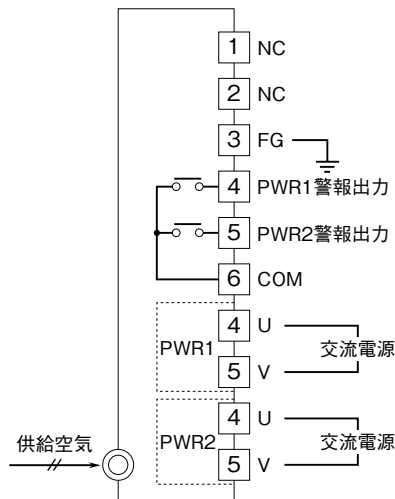 1 NC
2 NC
3 FG
4 PWR1警報出力
5 PWR2警報出力
6 COM
PWR1
4 U
5 V
交流電源
PWR2
4 U
5 V
交流電源
供給空気